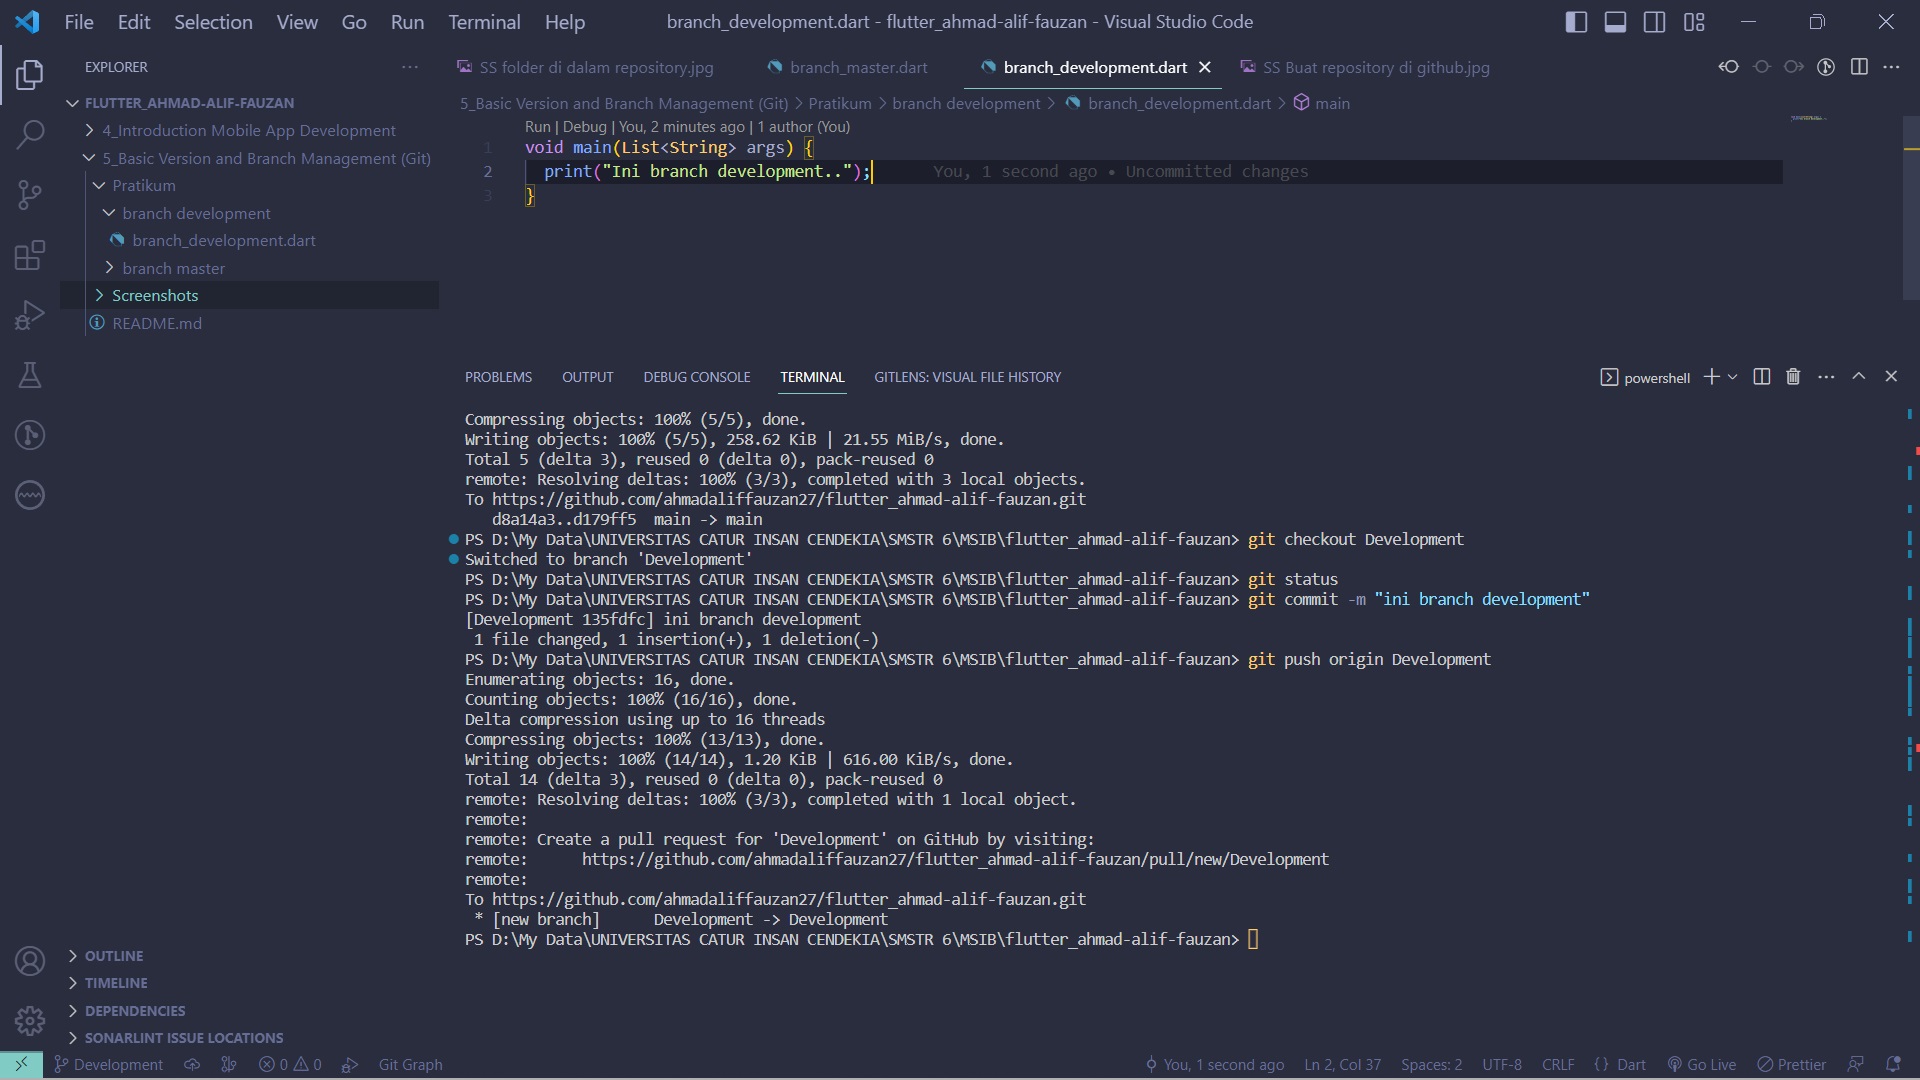 File Edit Selection View Go Run Terminal Help branch_development.dart - flutter_ahmad-alif-fauzan - Visual Studio Code
EXPLORER
FLUTTER_AHMAD-ALIF-FAUZAN
4_Introduction Mobile App Development
5_Basic Version and Branch Management (Git)
Pratikum
branch development
branch_development.dart
branch master
Screenshots
README.md
OUTLINE
TIMELINE
DEPENDENCIES
SONARLINT ISSUE LOCATIONS
SS folder di dalam repository.jpg branch_master.dart branch_development.dart SS Buat repository di github.jpg
5_Basic Version and Branch Management (Git) > Pratikum > branch development > branch_development.dart > main
Run | Debug | You, 2 minutes ago | 1 author (You)
1 void main(List<String> args) {
2 print("Ini branch development.."); You, 1 second ago • Uncommitted changes
3 }
PROBLEMS OUTPUT DEBUG CONSOLE TERMINAL GITLENS: VISUAL FILE HISTORY powershell
Compressing objects: 100% (5/5), done.
Writing objects: 100% (5/5), 258.62 KiB | 21.55 MiB/s, done.
Total 5 (delta 3), reused 0 (delta 0), pack-reused 0
remote: Resolving deltas: 100% (3/3), completed with 3 local objects.
To https://github.com/ahmadaliffauzan27/flutter_ahmad-alif-fauzan.git
d8a14a3..d179ff5 main -> main
PS D:\My Data\UNIVERSITAS CATUR INSAN CENDEKIA\SMSTR 6\MSIB\flutter_ahmad-alif-fauzan> git checkout Development
Switched to branch 'Development'
PS D:\My Data\UNIVERSITAS CATUR INSAN CENDEKIA\SMSTR 6\MSIB\flutter_ahmad-alif-fauzan> git status
PS D:\My Data\UNIVERSITAS CATUR INSAN CENDEKIA\SMSTR 6\MSIB\flutter_ahmad-alif-fauzan> git commit -m "ini branch development"
[Development 135fdfc] ini branch development
1 file changed, 1 insertion(+), 1 deletion(-)
PS D:\My Data\UNIVERSITAS CATUR INSAN CENDEKIA\SMSTR 6\MSIB\flutter_ahmad-alif-fauzan> git push origin Development
Enumerating objects: 16, done.
Counting objects: 100% (16/16), done.
Delta compression using up to 16 threads
Compressing objects: 100% (13/13), done.
Writing objects: 100% (14/14), 1.20 KiB | 616.00 KiB/s, done.
Total 14 (delta 3), reused 0 (delta 0), pack-reused 0
remote: Resolving deltas: 100% (3/3), completed with 1 local object.
remote:
remote: Create a pull request for 'Development' on GitHub by visiting:
remote: https://github.com/ahmadaliffauzan27/flutter_ahmad-alif-fauzan/pull/new/Development
remote:
To https://github.com/ahmadaliffauzan27/flutter_ahmad-alif-fauzan.git
* [new branch] Development -> Development
PS D:\My Data\UNIVERSITAS CATUR INSAN CENDEKIA\SMSTR 6\MSIB\flutter_ahmad-alif-fauzan>
Development 0 0 Git Graph You, 1 second ago Ln 2, Col 37 Spaces: 2 UTF-8 CRLF {} Dart Go Live Prettier